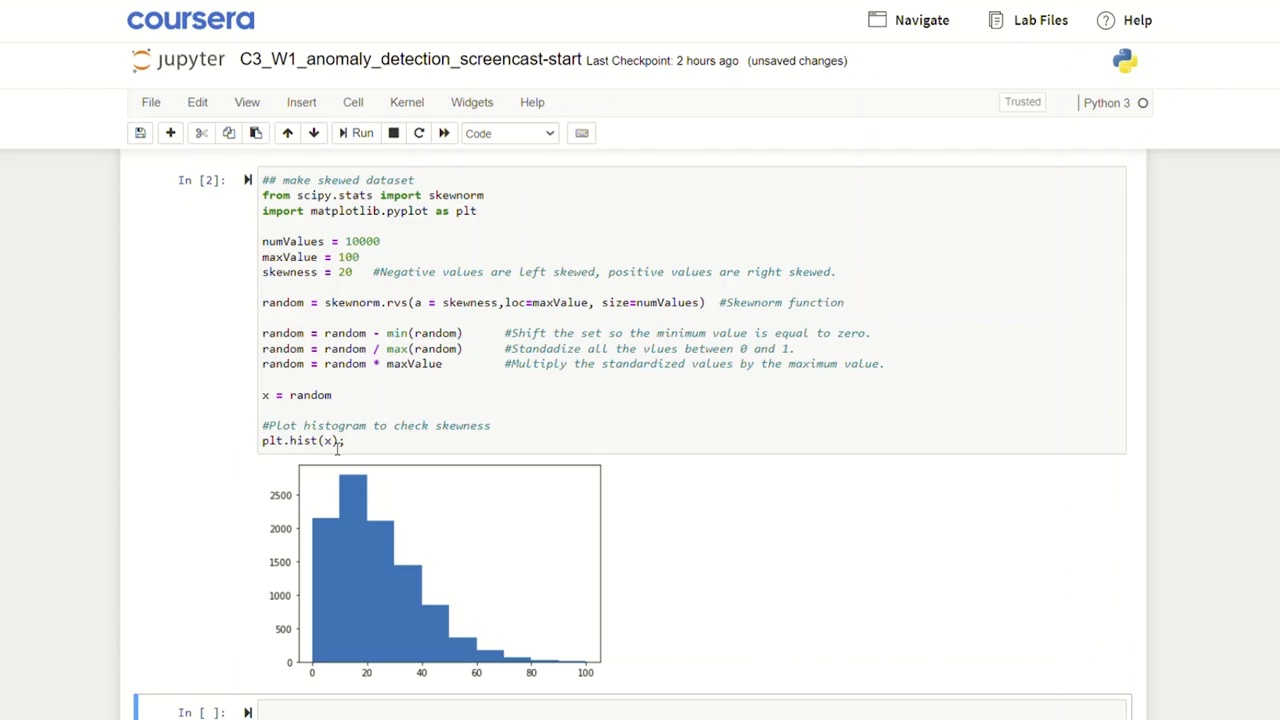 coursera
Navigate
Lab Files
Help
jupyter
C3_W1_anomaly_detection_screencast-start Last Checkpoint: 2 hours ago (unsaved changes)
File Edit View Insert Cell Kernel Widgets Help
Trusted
Python 3
Run
Code
In [2]:
## make skewed dataset
from scipy.stats import skewnorm
import matplotlib.pyplot as plt
numValues = 10000
maxValue = 100
skewness = 20 #Negative values are left skewed, positive values are right skewed.
random = skewnorm.rvs(a = skewness,loc=maxValue, size=numValues) #Skewnorm function
random = random - min(random) #Shift the set so the minimum value is equal to zero.
random = random / max(random) #Standadize all the vlues between 0 and 1.
random = random * maxValue #Multiply the standardized values by the maximum value.
x = random
#Plot histogram to check skewness
plt.hist(x);
2500
2000
1500
1000
500
0
0 20 40 60 80 100
In [ ]: